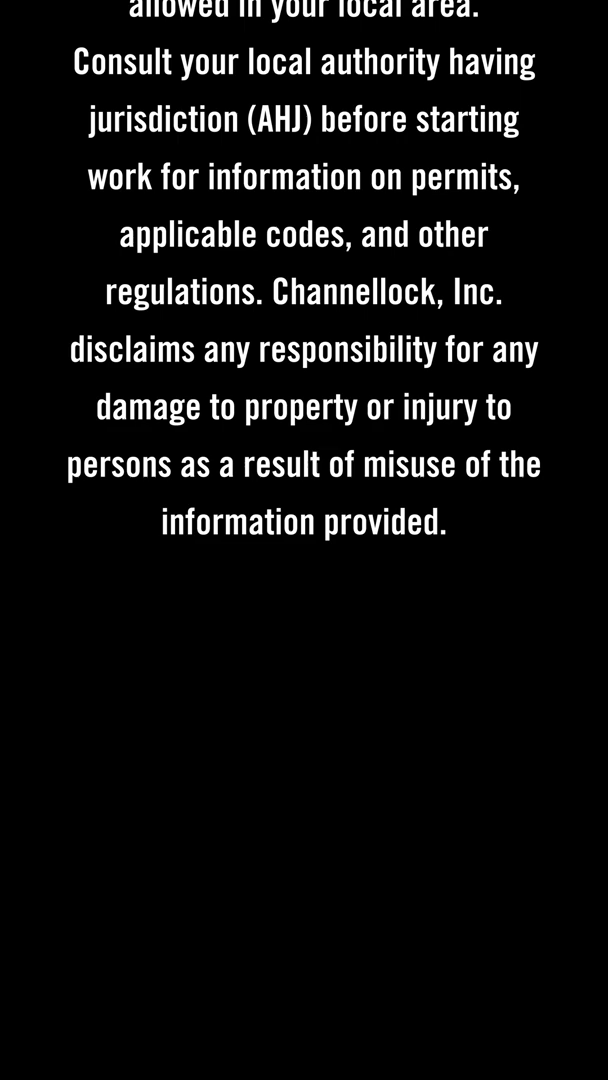 allowed in your local area.
Consult your local authority having
jurisdiction (AHJ) before starting
work for information on permits,
applicable codes, and other
regulations. Channellock, Inc.
disclaims any responsibility for any
damage to property or injury to
persons as a result of misuse of the
information provided.